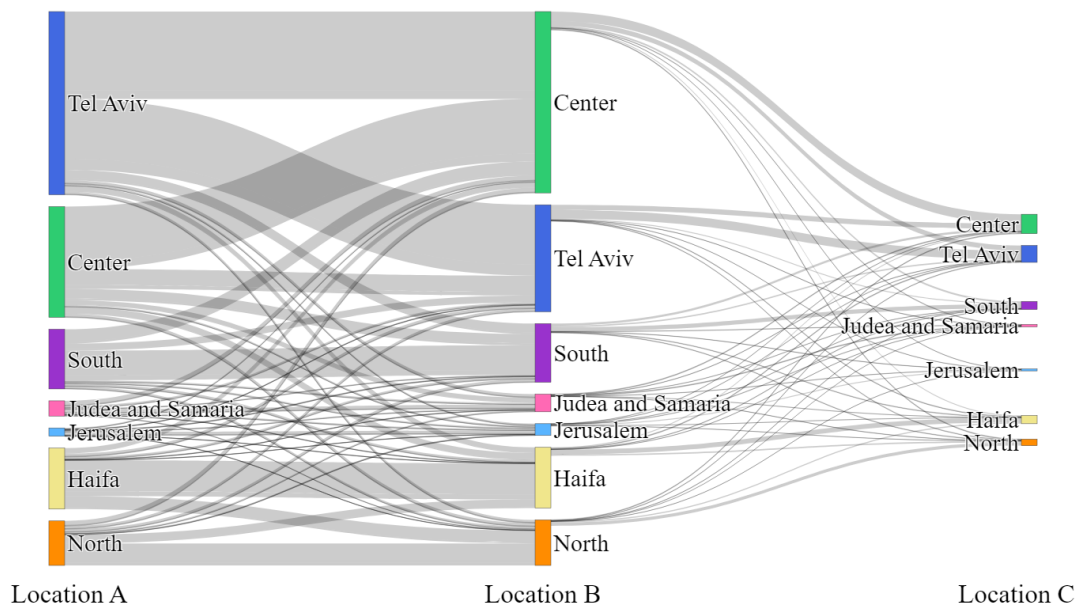 Tel Aviv
Center
South
Judea and Samaria
Jerusalem
Haifa
North
Center
Tel Aviv
South
Judea and Samaria
Jerusalem
Haifa
North
Center
Tel Aviv
South
Judea and Samaria
Jerusalem
Haifa
North
Location A
Location B
Location C